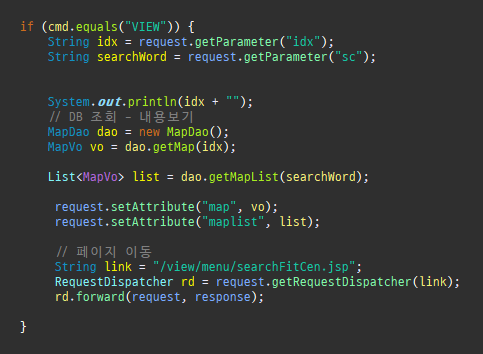 if (cmd.equals("VIEW")) {
String idx = request.getParameter("idx");
String searchWord = request.getParameter("sc");
System.out.println(idx + "");
// DB 조회 - 내용보기
MapDao dao = new MapDao();
MapVo vo = dao.getMap(idx);
List<MapVo> list = dao.getMapList(searchWord);
request.setAttribute("map", vo);
request.setAttribute("maplist", list);
// 페이지 이동
String link = "/view/menu/searchFitCen.jsp";
RequestDispatcher rd = request.getRequestDispatcher(link);
rd.forward(request, response);
}